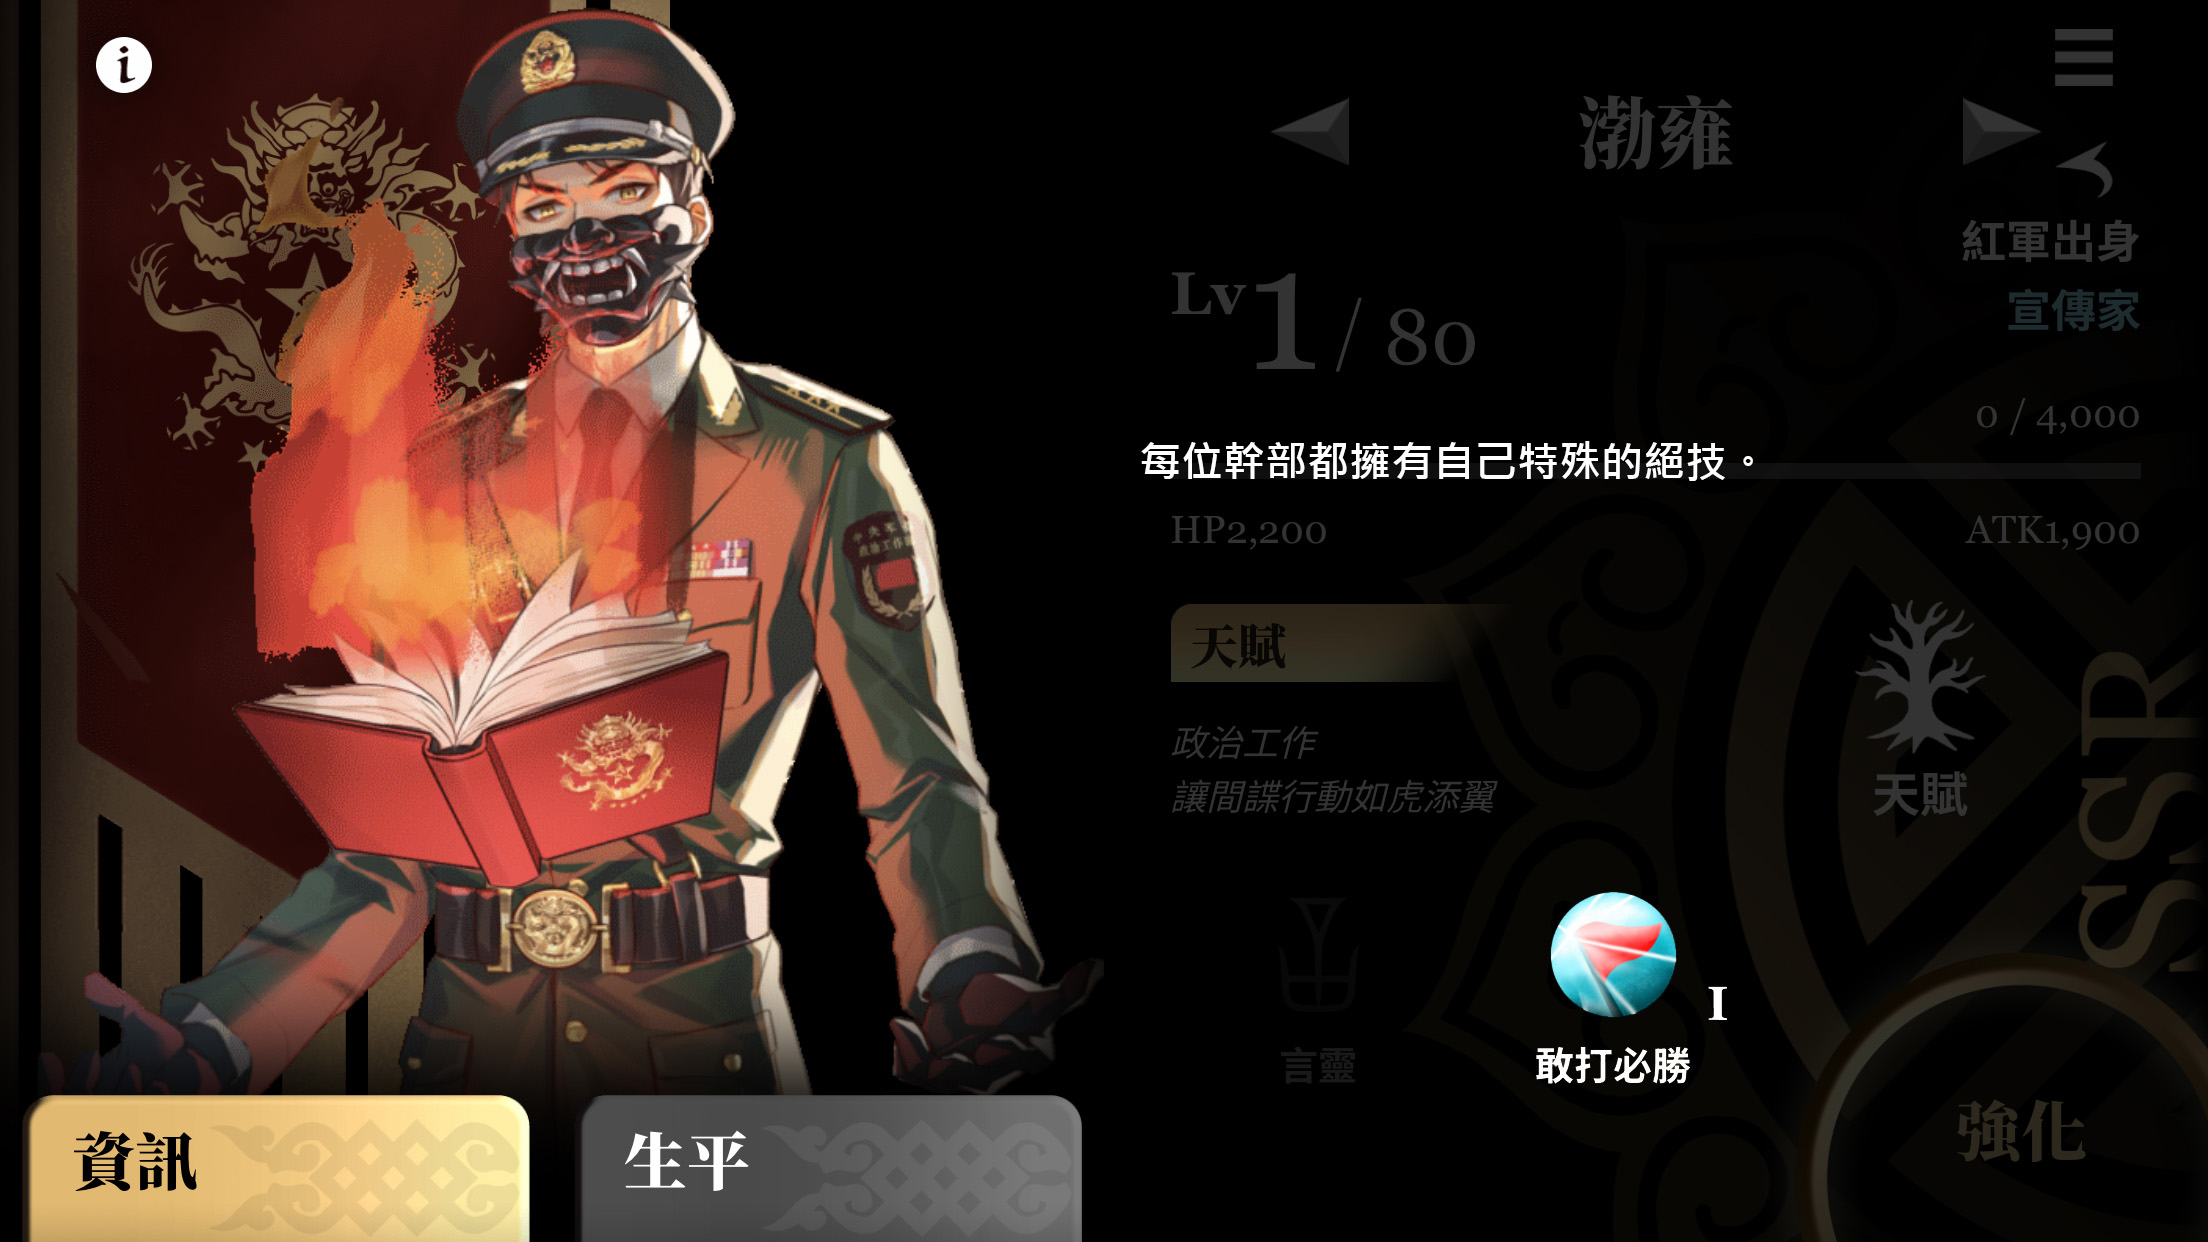 i
渤雍
紅軍出身
宣傳家
Lv 1 / 80
0 / 4,000
每位幹部都擁有自己特殊的絕技。
HP2,200
ATK1,900
天賦
政治工作
讓間諜行動如虎添翼
天賦
SSR
言靈
I
敢打必勝
強化
資訊
生平